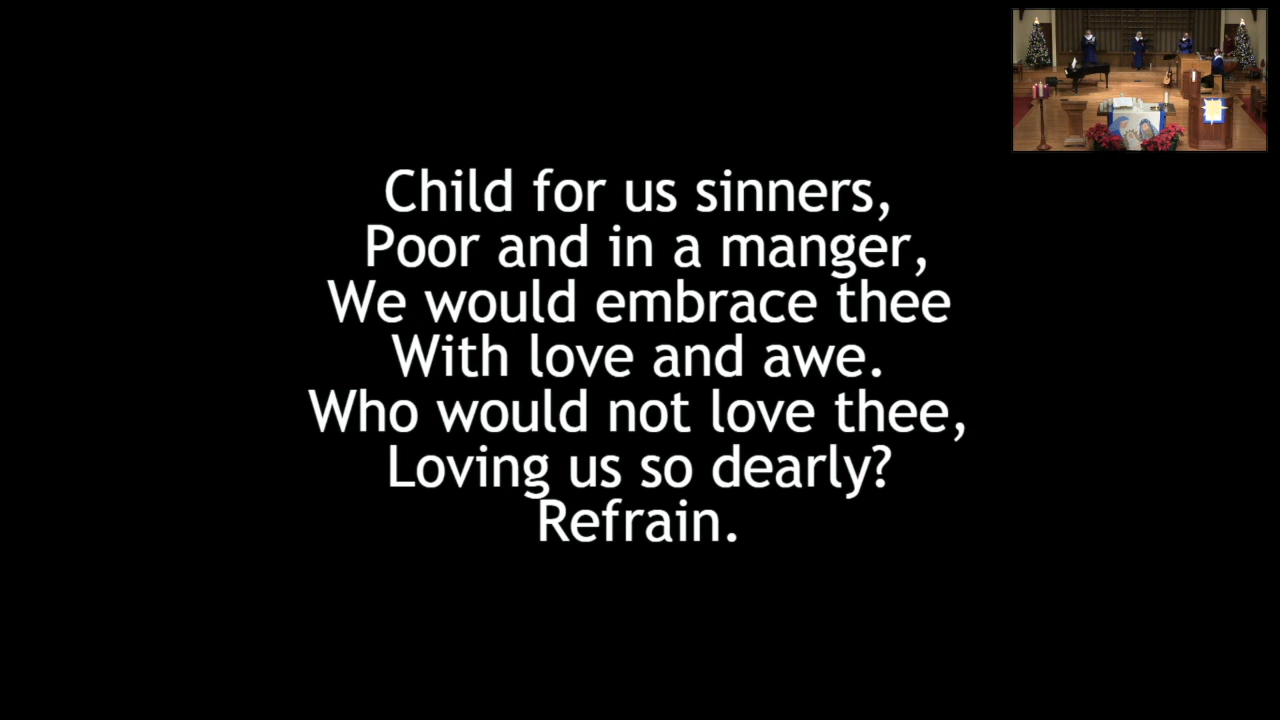 Child for us sinners,
Poor and in a manger,
We would embrace thee
With love and awe.
Who would not love thee,
Loving us so dearly?
Refrain.